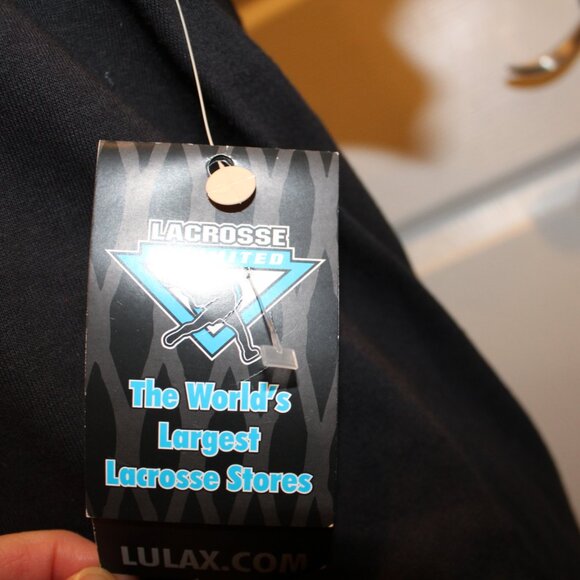 LACROSSE
The World's
Largest
Lacrosse Stores
LULAX.COM